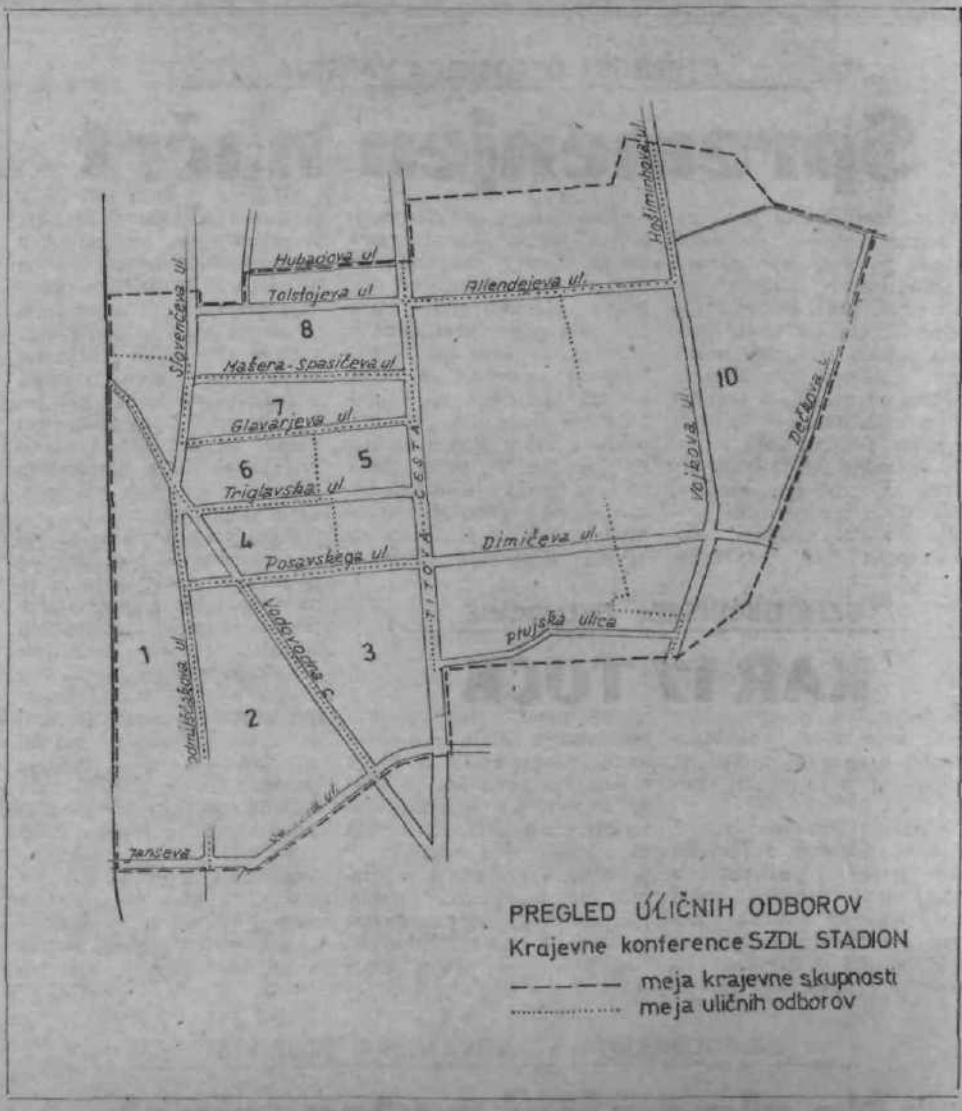 Hošiminhova ul.
Hubadova ul
Slovenčeva ul.
Tolstojeva ul
Allendejeva ul.
8
Mašera-Spasičeva ul
10
7
Glavarjeva ul.
Dečkova c.
6
5
TITOVA CESTA
Vojkova ul.
Triglavska ul.
4
Dimičeva ul.
Posavskega ul.
Vodovodna c.
Ptujska ulica
1
3
2
PREGLED ULIČNIH ODBOROV
Krajevne konference SZDL STADION
meja krajevne skupnosti
meja uličnih odborov